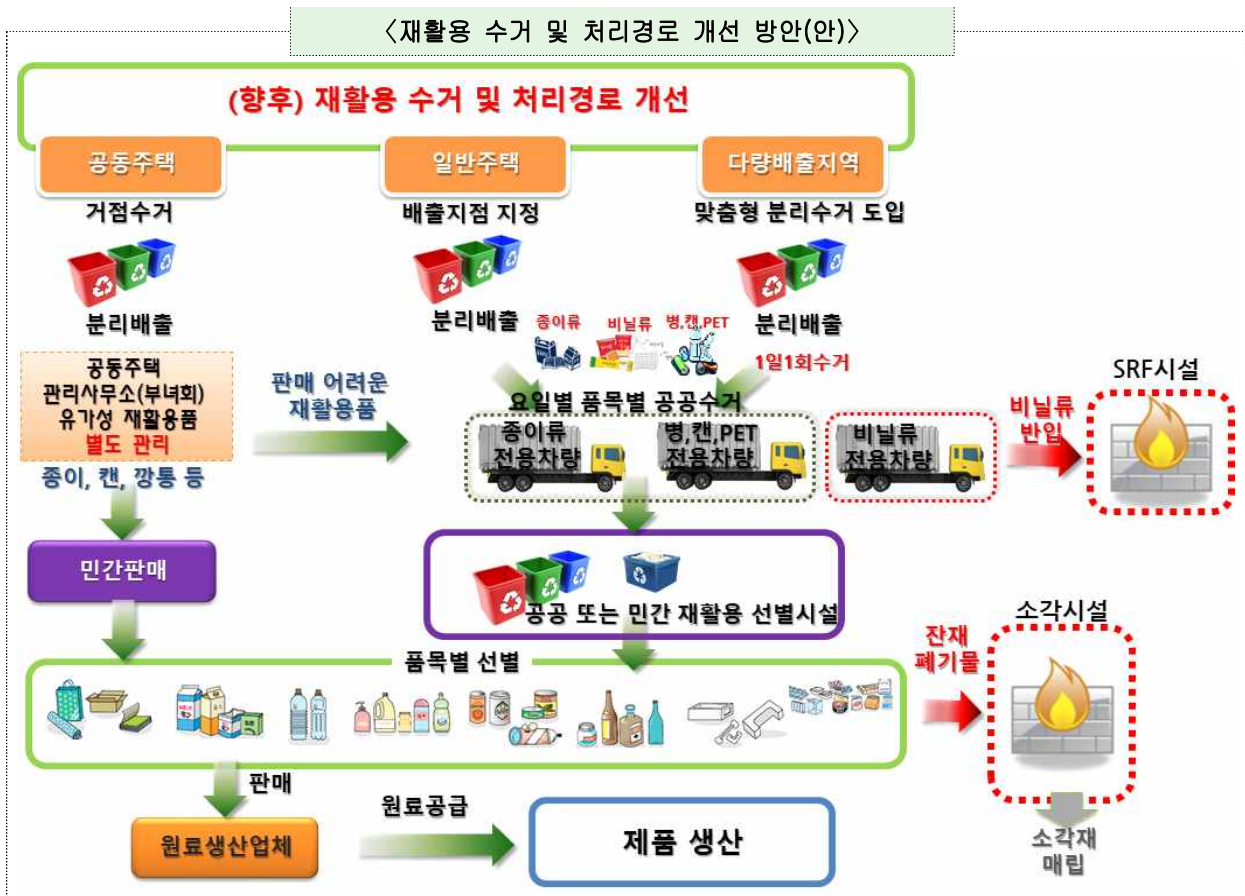 <재활용 수거 및 처리경로 개선 방안(안)>
(향후) 재활용 수거 및 처리경로 개선
공동주택
일반주택
다량배출지역
거점수거
배출지점 지정
맞춤형 분리수거 도입
분리배출
분리배출
종이류
비닐류
병,캔,PET
분리배출
1일1회수거
공동주택
관리사무소(부녀회)
유가성 재활용품
별도 관리
종이, 캔, 깡통 등
판매 어려운
재활용품
요일별 품목별 공공수거
종이류
전용차량
병,캔,PET
전용차량
비닐류
전용차량
비닐류
반입
SRF시설
민간판매
공공 또는 민간 재활용 선별시설
품목별 선별
잔재
폐기물
소각시설
판매
원료생산업체
원료공급
제품 생산
소각재
매립